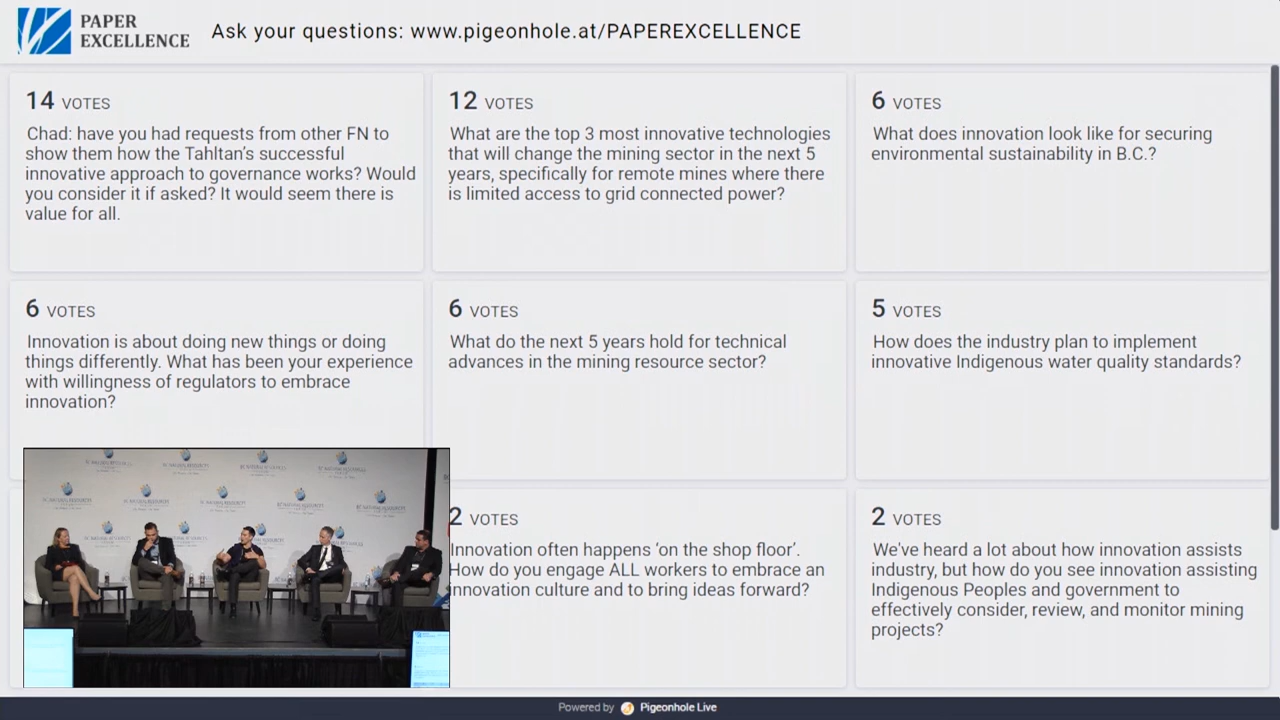 PAPER
EXCELLENCE
Ask your questions: www.pigeonhole.at/PAPEREXCELLENCE
14 VOTES
Chad: have you had requests from other FN to
show them how the Tahltan’s successful
innovative approach to governance works? Would
you consider it if asked? It would seem there is
value for all.
12 VOTES
What are the top 3 most innovative technologies
that will change the mining sector in the next 5
years, specifically for remote mines where there
is limited access to grid connected power?
6 VOTES
What does innovation look like for securing
environmental sustainability in B.C.?
6 VOTES
Innovation is about doing new things or doing
things differently. What has been your experience
with willingness of regulators to embrace
innovation?
6 VOTES
What do the next 5 years hold for technical
advances in the mining resource sector?
5 VOTES
How does the industry plan to implement
innovative Indigenous water quality standards?
BC NATURAL RESOURCES
2 VOTES
Innovation often happens ‘on the shop floor’.
How do you engage ALL workers to embrace an
innovation culture and to bring ideas forward?
2 VOTES
We've heard a lot about how innovation assists
industry, but how do you see innovation assisting
Indigenous Peoples and government to
effectively consider, review, and monitor mining
projects?
Powered by Pigeonhole Live